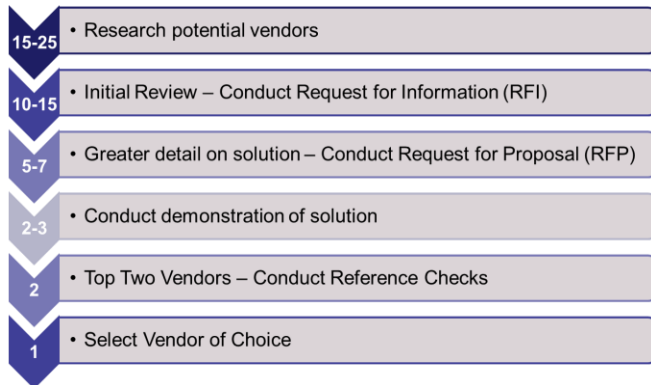 15-25
• Research potential vendors
10-15
• Initial Review – Conduct Request for Information (RFI)
5-7
• Greater detail on solution – Conduct Request for Proposal (RFP)
2-3
• Conduct demonstration of solution
2
• Top Two Vendors – Conduct Reference Checks
1
• Select Vendor of Choice